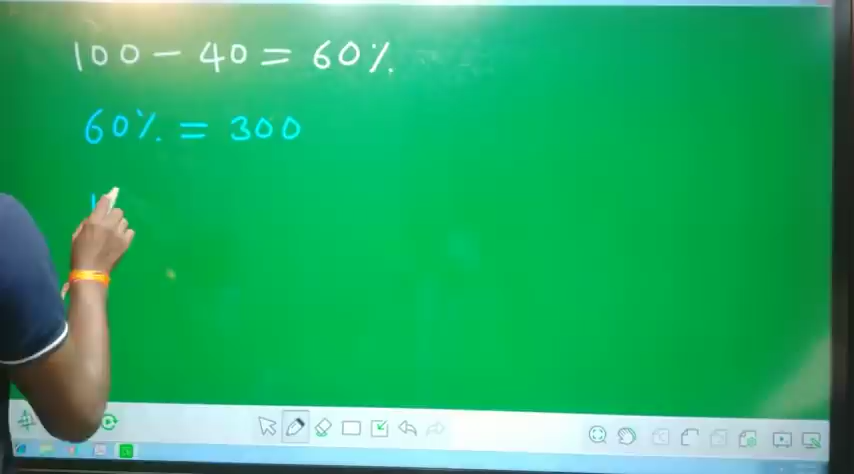 100 - 40 = 60%
60% = 300